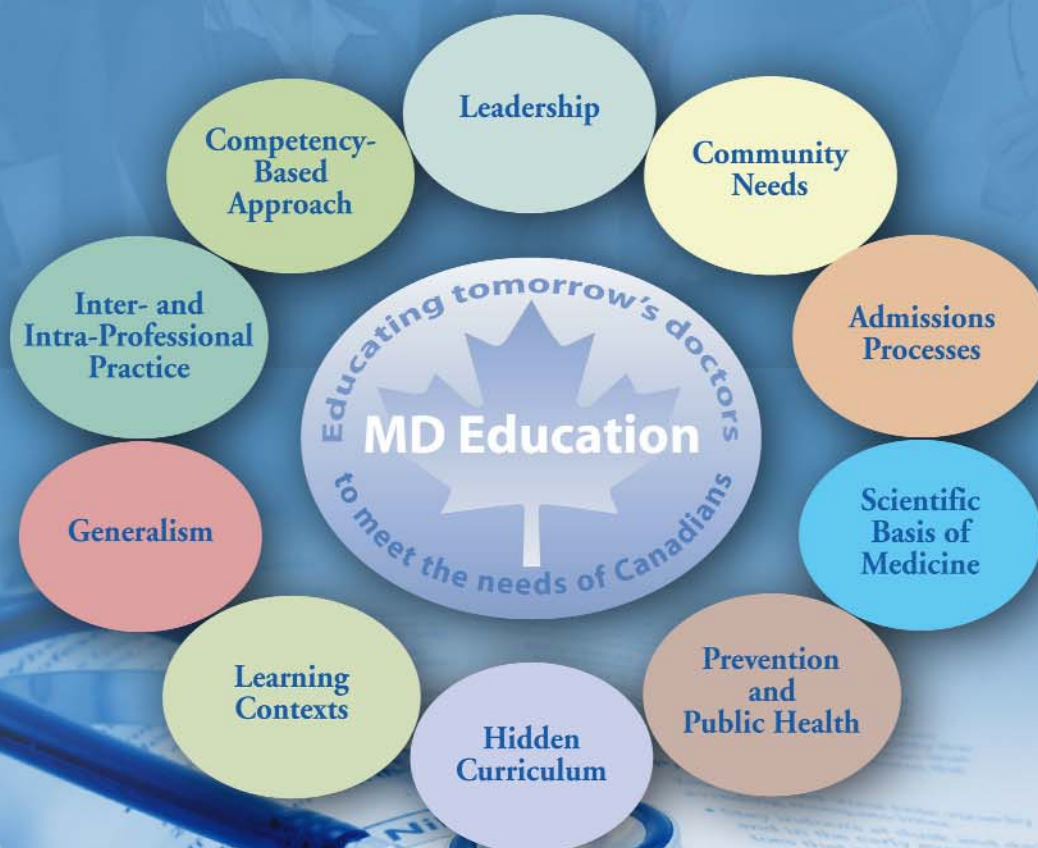 Leadership
Community
Needs
Admissions
Processes
Scientific
Basis of
Medicine
Prevention
and
Public Health
Hidden
Curriculum
Learning
Contexts
Generalism
Inter- and
Intra-Professional
Practice
Competency-
Based
Approach
Educating tomorrow's doctors
MD Education
to meet the needs of Canadians